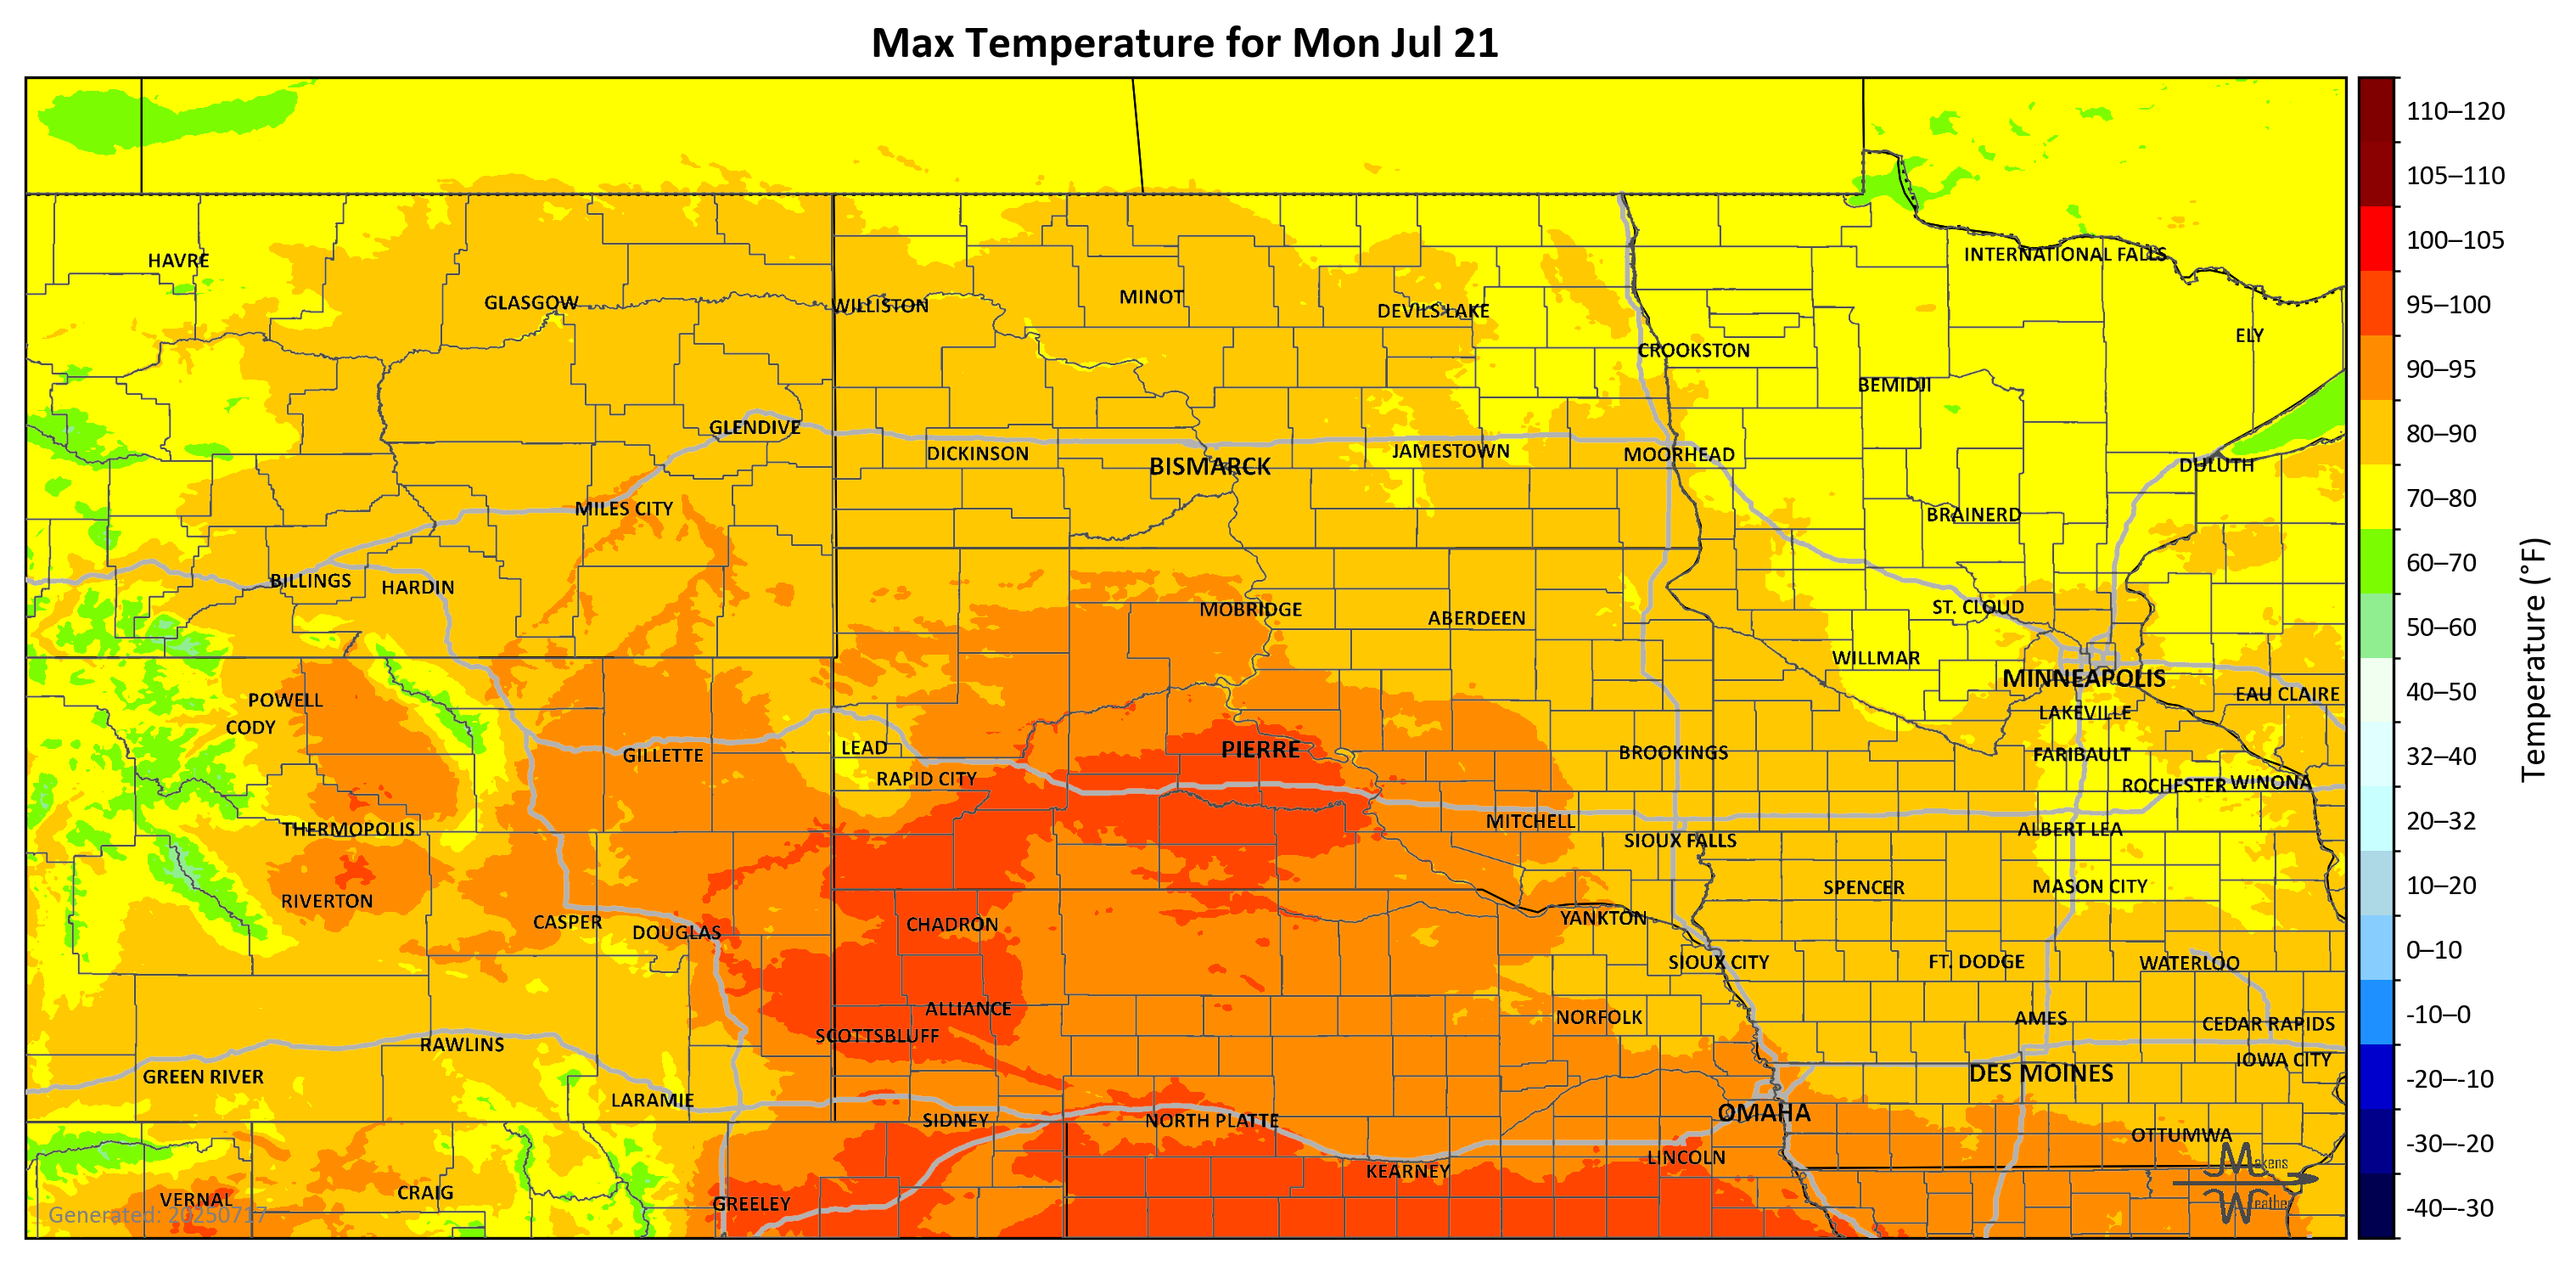 Max Temperature for Mon Jul 21
110–120
105–110
100–105
95–100
90–95
80–90
70–80
60–70
50–60
40–50
32–40
20–32
10–20
0–10
-10–0
-20–-10
-30–-20
-40–-30
Temperature (°F)
HAVRE
INTERNATIONAL FALLS
GLASGOW
WILLISTON
MINOT
DEVILS LAKE
ELY
CROOKSTON
BEMIDJI
GLENDIVE
DICKINSON
BISMARCK
JAMESTOWN
MOORHEAD
DULUTH
MILES CITY
BRAINERD
BILLINGS
HARDIN
MOBRIDGE
ABERDEEN
ST. CLOUD
WILLMAR
MINNEAPOLIS
POWELL
EAU CLAIRE
CODY
LAKEVILLE
GILLETTE
LEAD
PIERRE
BROOKINGS
FARIBAULT
RAPID CITY
ROCHESTER
WINONA
THERMOPOLIS
MITCHELL
SIOUX FALLS
ALBERT LEA
RIVERTON
SPENCER
MASON CITY
CASPER
DOUGLAS
CHADRON
YANKTON
SIOUX CITY
FT. DODGE
WATERLOO
ALLIANCE
NORFOLK
AMES
CEDAR RAPIDS
SCOTTSBLUFF
RAWLINS
IOWA CITY
GREEN RIVER
DES MOINES
LARAMIE
SIDNEY
NORTH PLATTE
OMAHA
OTTUMWA
KEARNEY
LINCOLN
VERNAL
CRAIG
GREELEY
Generated: 20250717
Makens
Weather